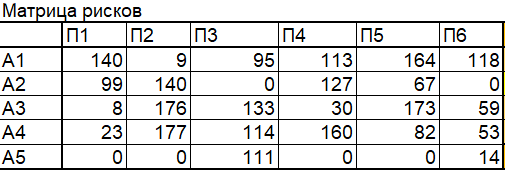 Матрица рисков
П1 П2 П3 П4 П5 П6
А1 140 9 95 113 164 118
А2 99 140 0 127 67 0
А3 8 176 133 30 173 59
А4 23 177 114 160 82 53
А5 0 0 111 0 0 14